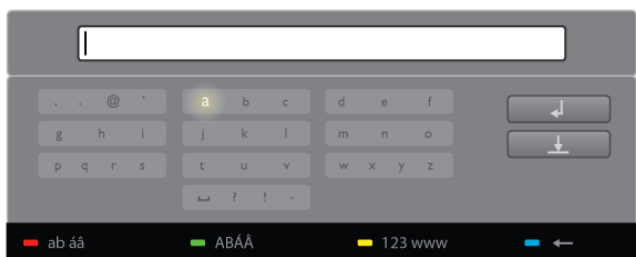 , . @ ' a b c d e f
g h i j k l m n o
p q r s t u v w x y z
⌴ ? ! -
ab áâ ABÁÂ 123 www ←